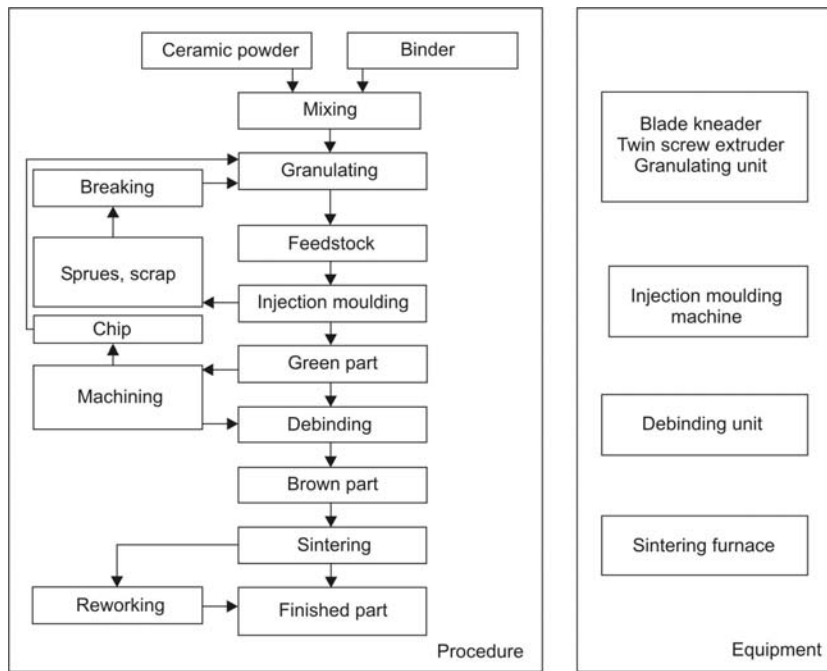 Ceramic powder
Binder
Mixing
Granulating
Breaking
Feedstock
Sprues, scrap
Injection moulding
Chip
Green part
Machining
Debinding
Brown part
Sintering
Reworking
Finished part
Procedure
Blade kneader
Twin screw extruder
Granulating unit
Injection moulding
machine
Debinding unit
Sintering furnace
Equipment